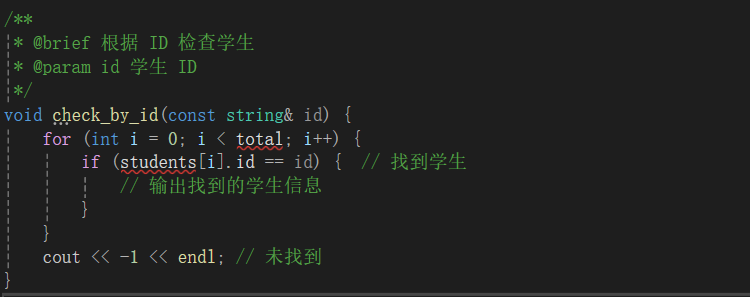 /**
* @brief 根据 ID 检查学生
* @param id 学生 ID
*/
void check_by_id(const string& id) {
    for (int i = 0; i < total; i++) {
        if (students[i].id == id) {  // 找到学生
            // 输出找到的学生信息
        }
    }
    cout << -1 << endl; // 未找到
}